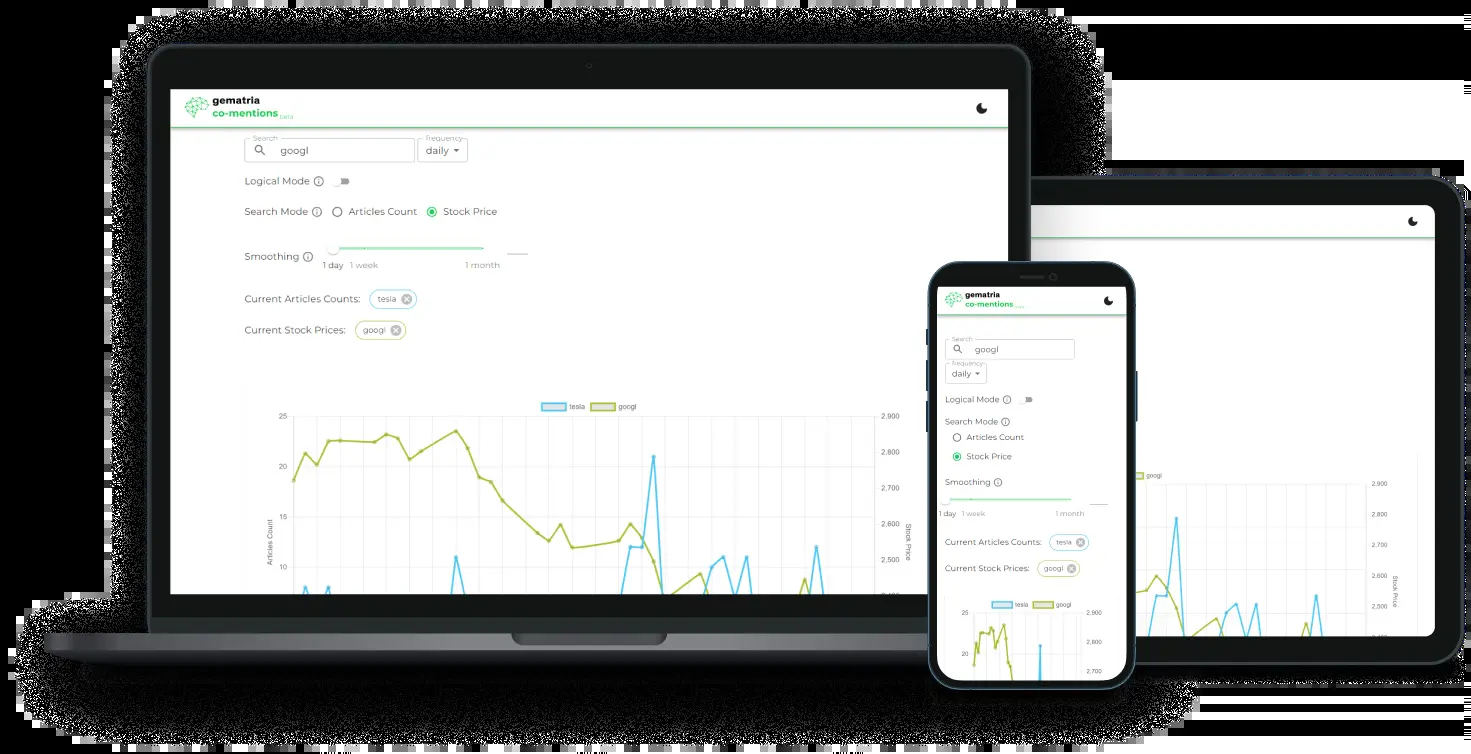 gematria
co-mentions beta
Search
googl
Frequency
daily
Logical Mode
Search Mode Articles Count Stock Price
Smoothing
1 day 1 week 1 month
Current Articles Counts: tesla
Current Stock Prices: googl
tesla googl
25
20
15
10
Articles Count
2,900
2,800
2,700
2,600
2,500
Stock Price
gematria
co-mentions
Search
googl
Frequency
daily
Logical Mode
Search Mode
Articles Count
Stock Price
Smoothing
1 day 1 week 1 month
Current Articles Counts: tesla
Current Stock Prices: googl
tesla googl
25
20
2,900
2,800
2,700
googl
2,900
2,800
2,700
2,600
2,500
Stock Price